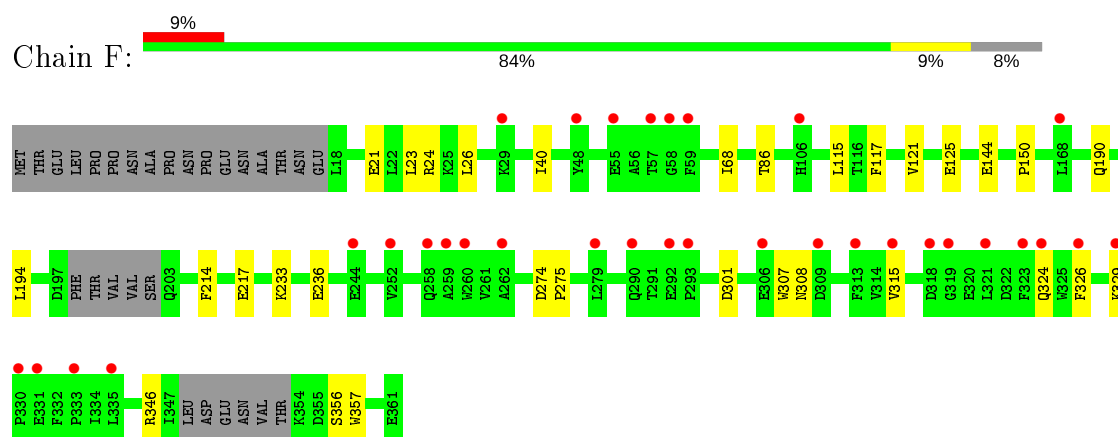 9%
Chain F:
84% 9% 8%
MET THR GLU LEU PRO PRO ASN ALA PRO ASN PRO GLU ASN ALA THR ASN GLU L18 E21 L22 L23 R24 K25 L26 K29 I40 Y48 E55 A56 T57 G58 F59 I68 T86 H106 L115 T116 F117 V121 E125 E144 P150 L168 Q190
L194 D197 PHE THR VAL VAL SER Q203 F214 E217 K233 E236 E244 V252 Q258 A259 W260 V261 A262 D274 P275 L279 Q290 T291 E292 P293 D301 E306 W307 N308 D309 F313 V314 V315 D318 G319 E320 L321 D322 F323 Q324 W325 F326 K329
P330 E331 F332 P333 I334 L335 R346 I347 LEU ASP GLU ASN VAL THR K354 D355 S356 W357 E361